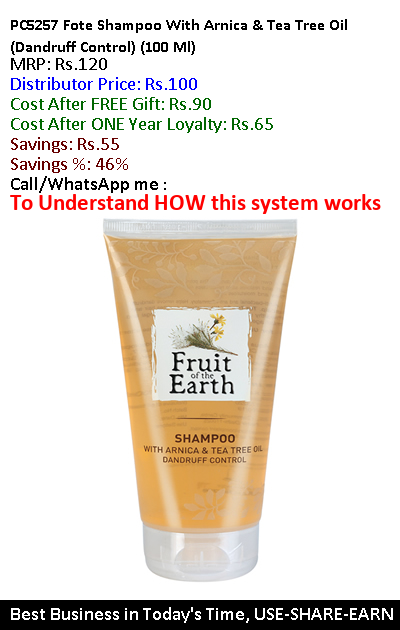 PC5257 Fote Shampoo With Arnica & Tea Tree Oil
(Dandruff Control) (100 Ml)
MRP: Rs.120
Distributor Price: Rs.100
Cost After FREE Gift: Rs.90
Cost After ONE Year Loyalty: Rs.65
Savings: Rs.55
Savings %: 46%
Call/WhatsApp me :
To Understand HOW this system works
Fruit
of the
Earth
SHAMPOO
WITH ARNICA & TEA TREE OIL
DANDRUFF CONTROL
Best Business in Today's Time, USE-SHARE-EARN